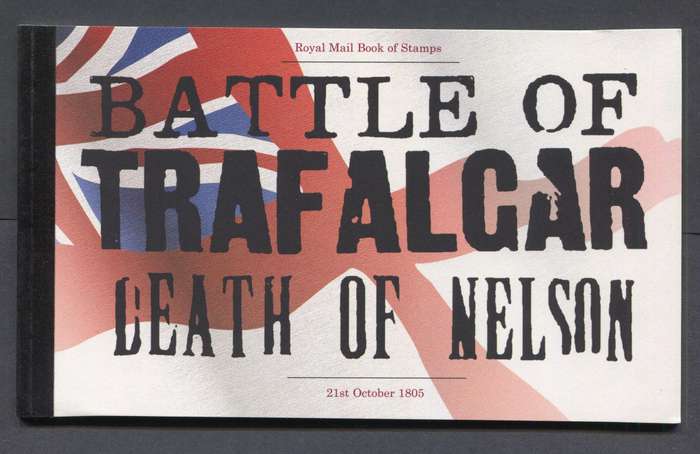 Royal Mail Book of Stamps
BATTLE OF
TRAFALGAR
DEATH OF NELSON
21st October 1805